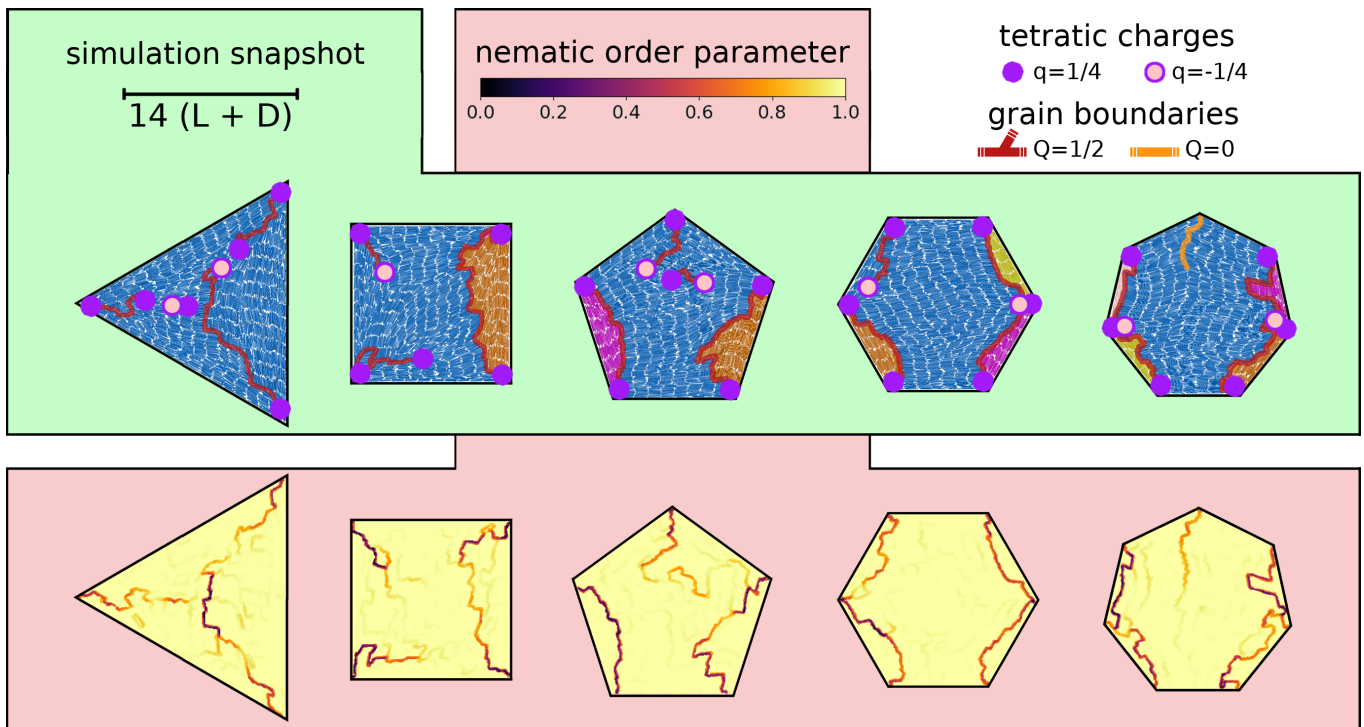 simulation snapshot
14 (L + D)
nematic order parameter
0.0 0.2 0.4 0.6 0.8 1.0
tetratic charges
q=1/4 q=-1/4
grain boundaries
Q=1/2 Q=0